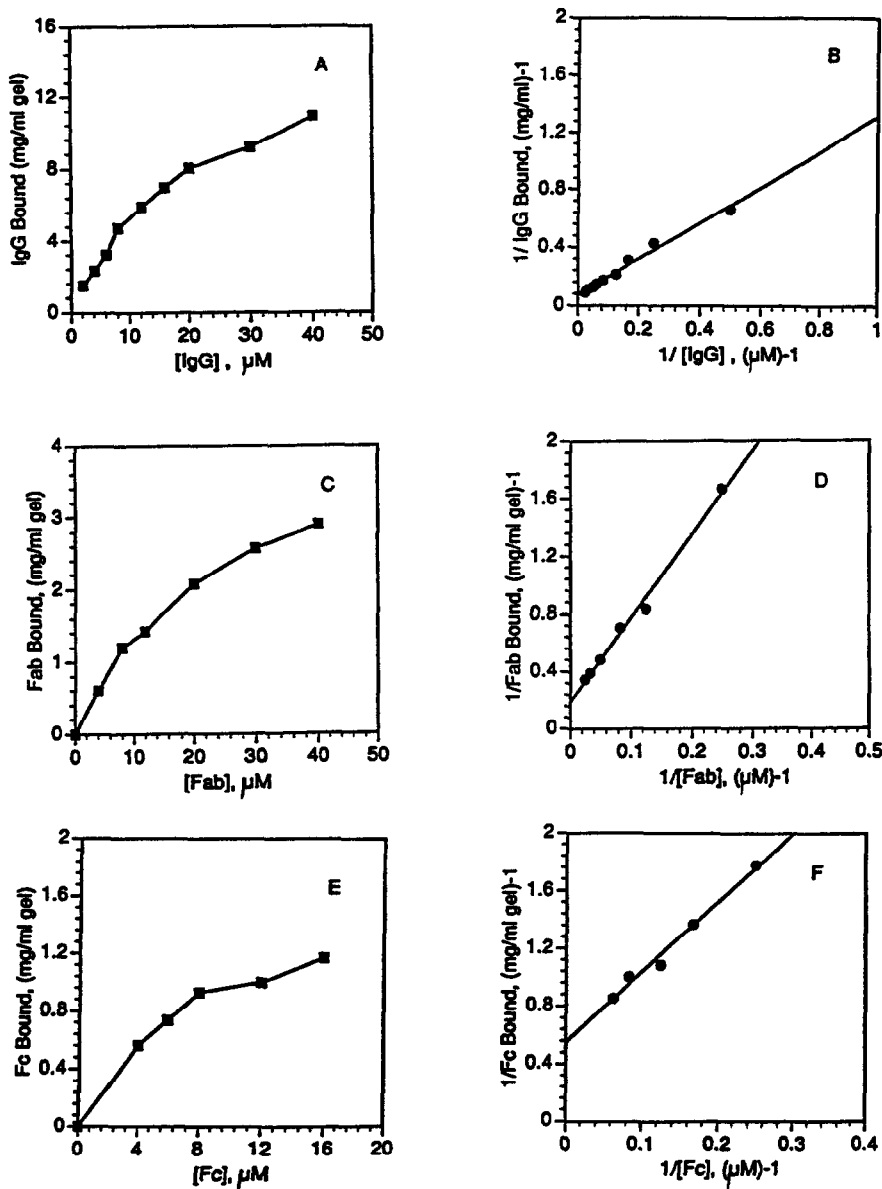 A
IgG Bound (mg/ml gel)
16
12
8
4
0
0 10 20 30 40 50
[IgG] , µM
B
1/ IgG Bound, (mg/ml)-1
2
1.6
1.2
0.8
0.4
0
0 0.2 0.4 0.6 0.8 1
1/ [IgG] , (µM)-1
C
Fab Bound, (mg/ml gel)
4
3
2
1
0
0 10 20 30 40 50
[Fab], µM
D
1/Fab Bound, (mg/ml gel)-1
2
1.6
1.2
0.8
0.4
0
0 0.1 0.2 0.3 0.4 0.5
1/[Fab], (µM)-1
E
Fc Bound, (mg/ml gel)
2
1.6
1.2
0.8
0.4
0
0 4 8 12 16 20
[Fc], µM
F
1/Fc Bound, (mg/ml gel)-1
2
1.6
1.2
0.8
0.4
0
0 0.1 0.2 0.3 0.4
1/[Fc], (µM)-1